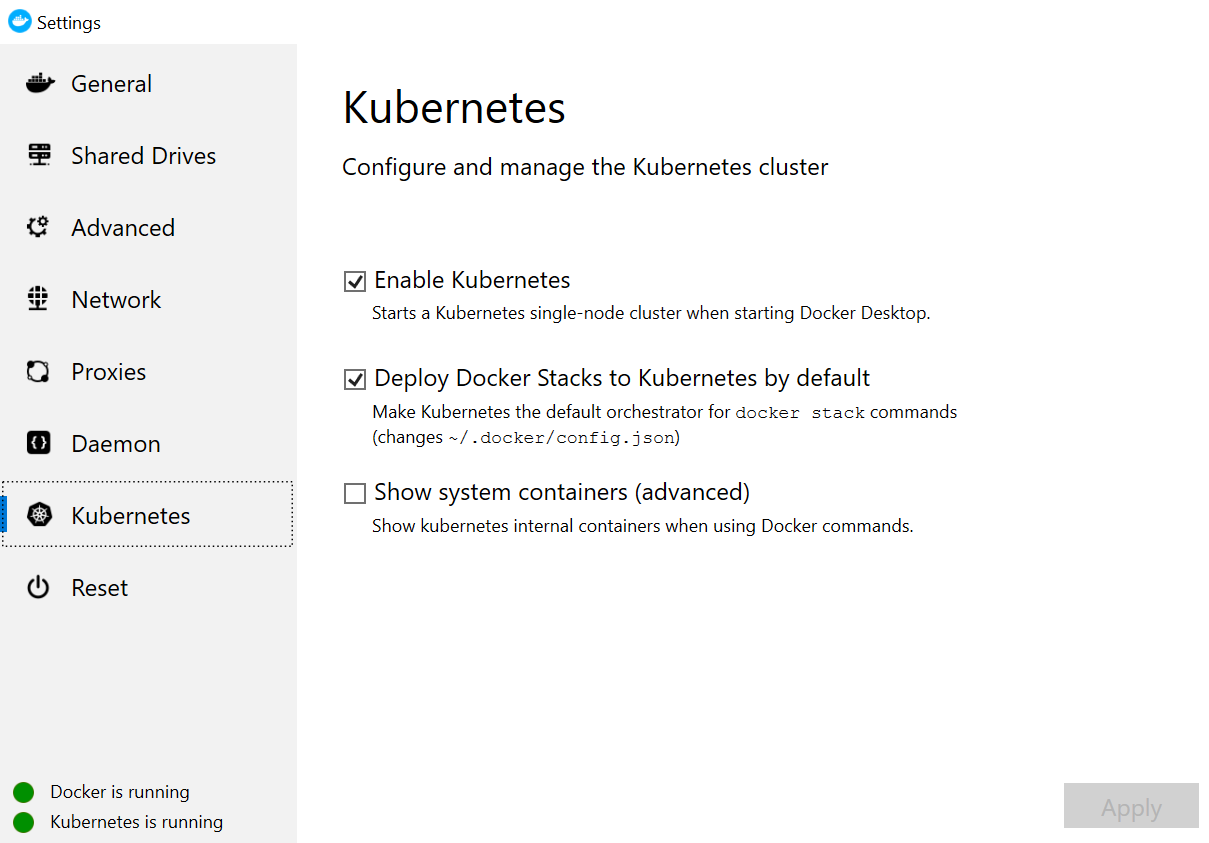 Settings
General
Shared Drives
Advanced
Network
Proxies
Daemon
Kubernetes
Reset
Docker is running
Kubernetes is running
Kubernetes
Configure and manage the Kubernetes cluster
Enable Kubernetes
Starts a Kubernetes single-node cluster when starting Docker Desktop.
Deploy Docker Stacks to Kubernetes by default
Make Kubernetes the default orchestrator for docker stack commands
(changes ~/.docker/config.json)
Show system containers (advanced)
Show kubernetes internal containers when using Docker commands.
Apply